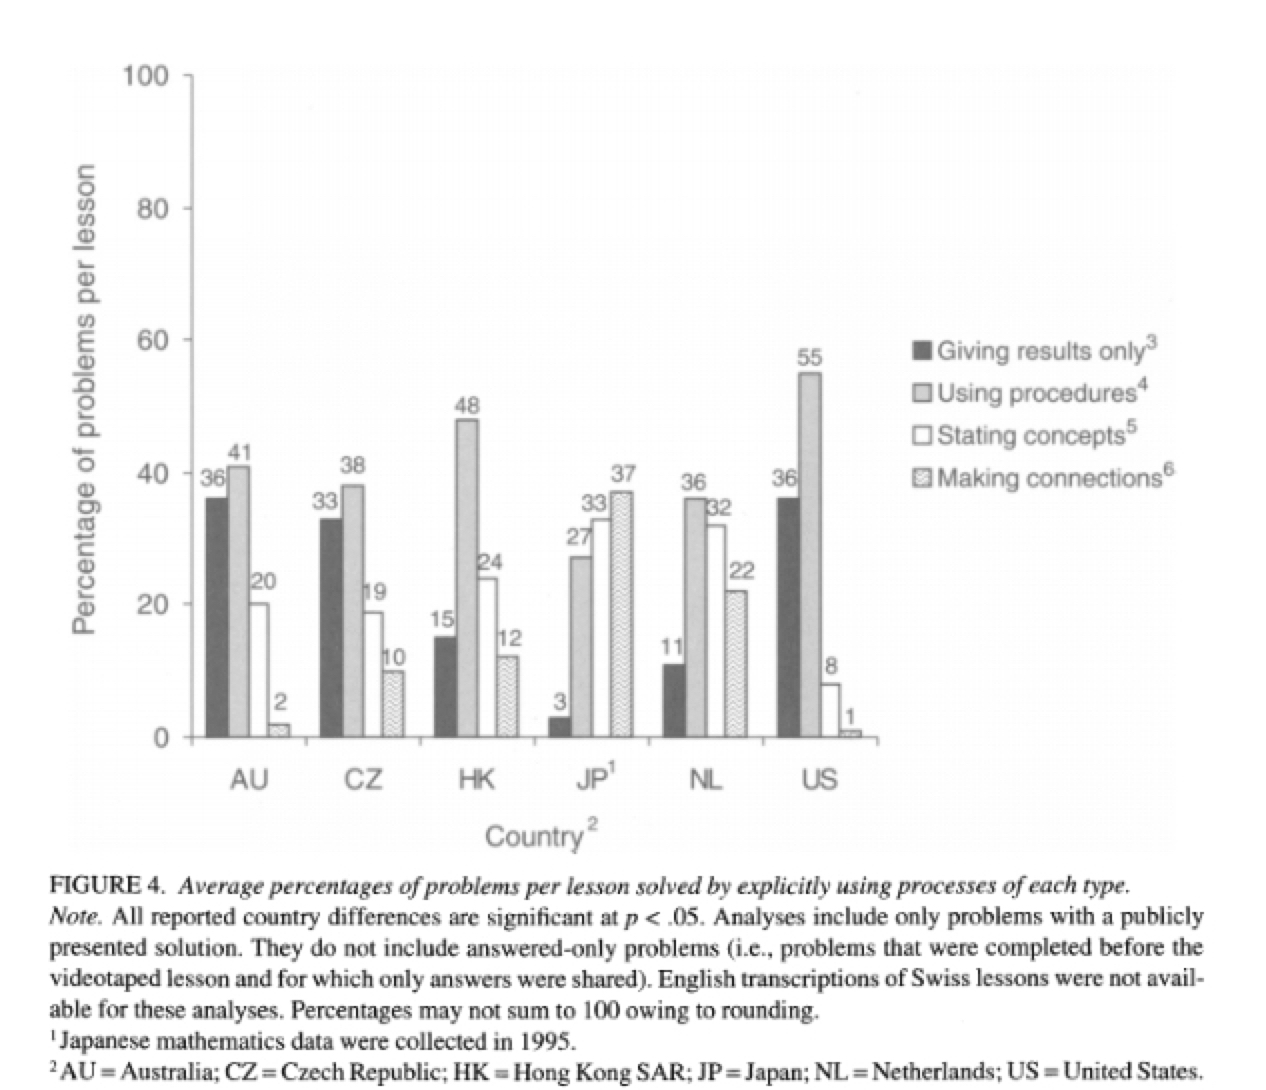 100
80
60
40
20
0
Percentage of problems per lesson
36 41 20 2
33 38 19 10
15 48 24 12
3 27 33 37
11 36 32 22
36 55 8 1
AU CZ HK JP¹ NL US
Country²
Giving results only³
Using procedures⁴
Stating concepts⁵
Making connections⁶
FIGURE 4. Average percentages of problems per lesson solved by explicitly using processes of each type.
Note. All reported country differences are significant at p < .05. Analyses include only problems with a publicly
presented solution. They do not include answered-only problems (i.e., problems that were completed before the
videotaped lesson and for which only answers were shared). English transcriptions of Swiss lessons were not avail-
able for these analyses. Percentages may not sum to 100 owing to rounding.
¹Japanese mathematics data were collected in 1995.
²AU = Australia; CZ = Czech Republic; HK = Hong Kong SAR; JP = Japan; NL = Netherlands; US = United States.